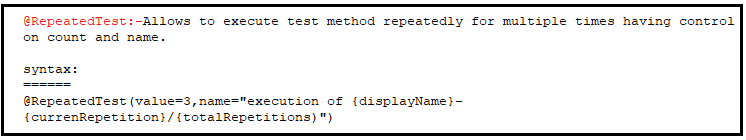 @RepeatedTest:-Allows to execute test method repeatedly for multiple times having control
on count and name.
syntax:
======
@RepeatedTest(value=3,name="execution of {displayName}-
{currenRepetition}/{totalRepetitions)")